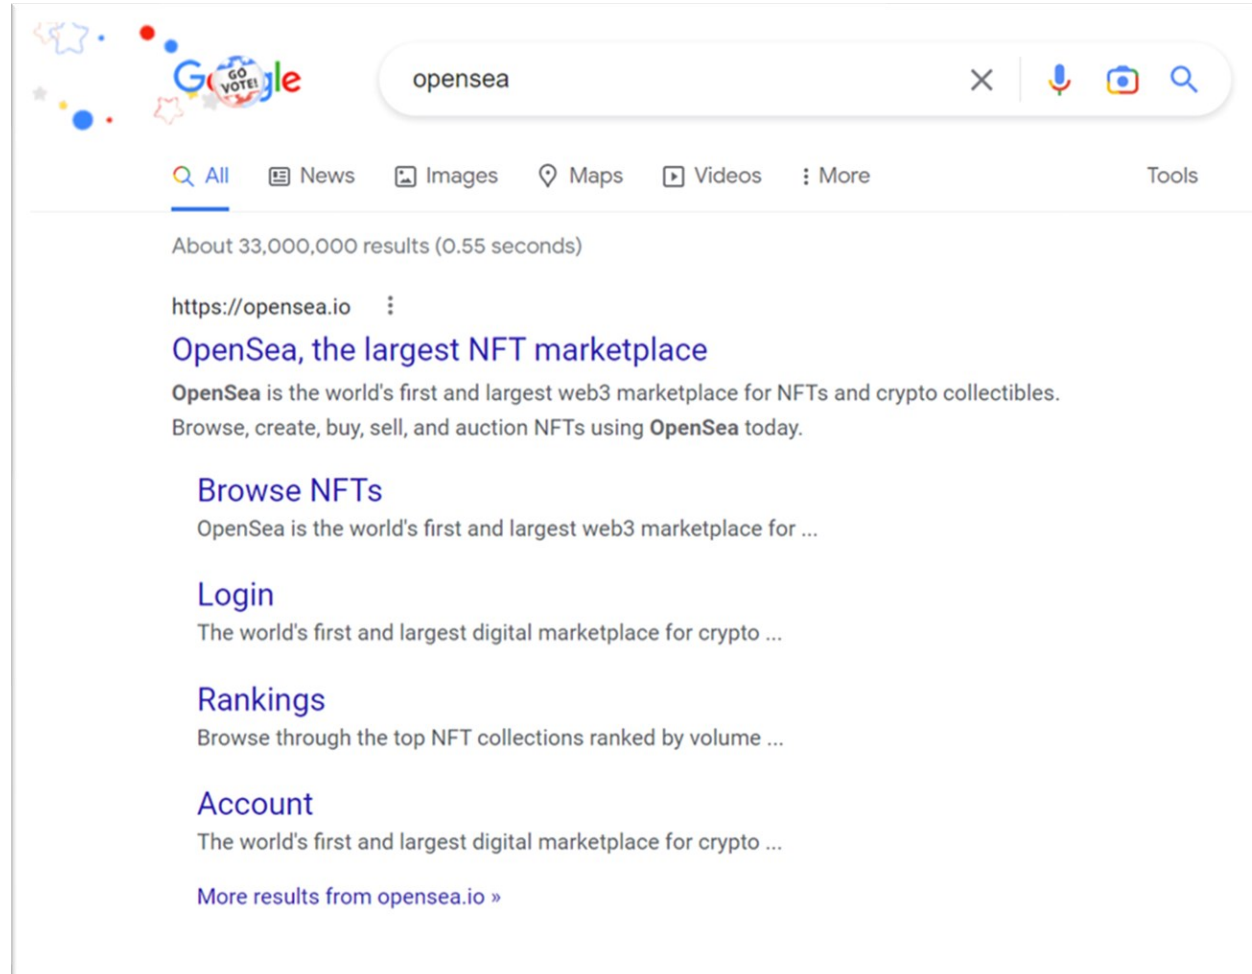 Google
GO
VOTE!
opensea
All
News
Images
Maps
Videos
More
Tools
About 33,000,000 results (0.55 seconds)
https://opensea.io
OpenSea, the largest NFT marketplace
OpenSea is the world's first and largest web3 marketplace for NFTs and crypto collectibles.
Browse, create, buy, sell, and auction NFTs using OpenSea today.
Browse NFTs
OpenSea is the world's first and largest web3 marketplace for ...
Login
The world's first and largest digital marketplace for crypto ...
Rankings
Browse through the top NFT collections ranked by volume ...
Account
The world's first and largest digital marketplace for crypto ...
More results from opensea.io »